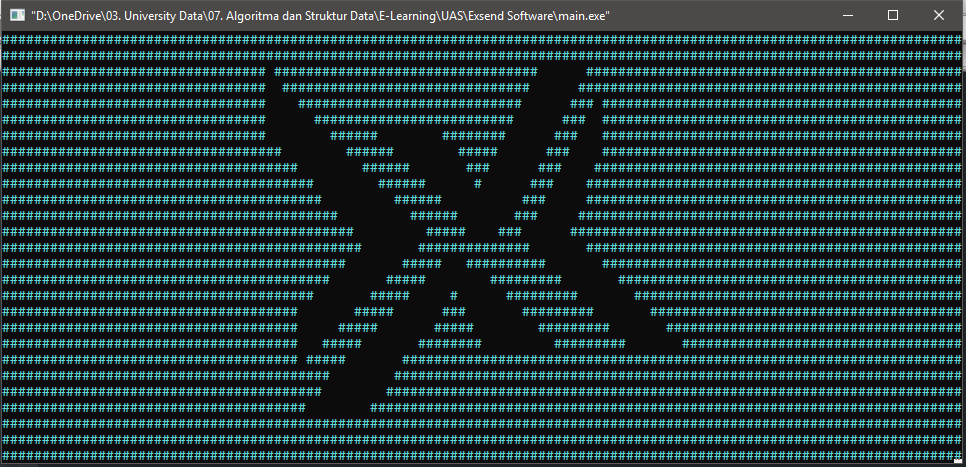 "D:\OneDrive\03. University Data\07. Algoritma dan Struktur Data\E-Learning\UAS\Exsend Software\main.exe"